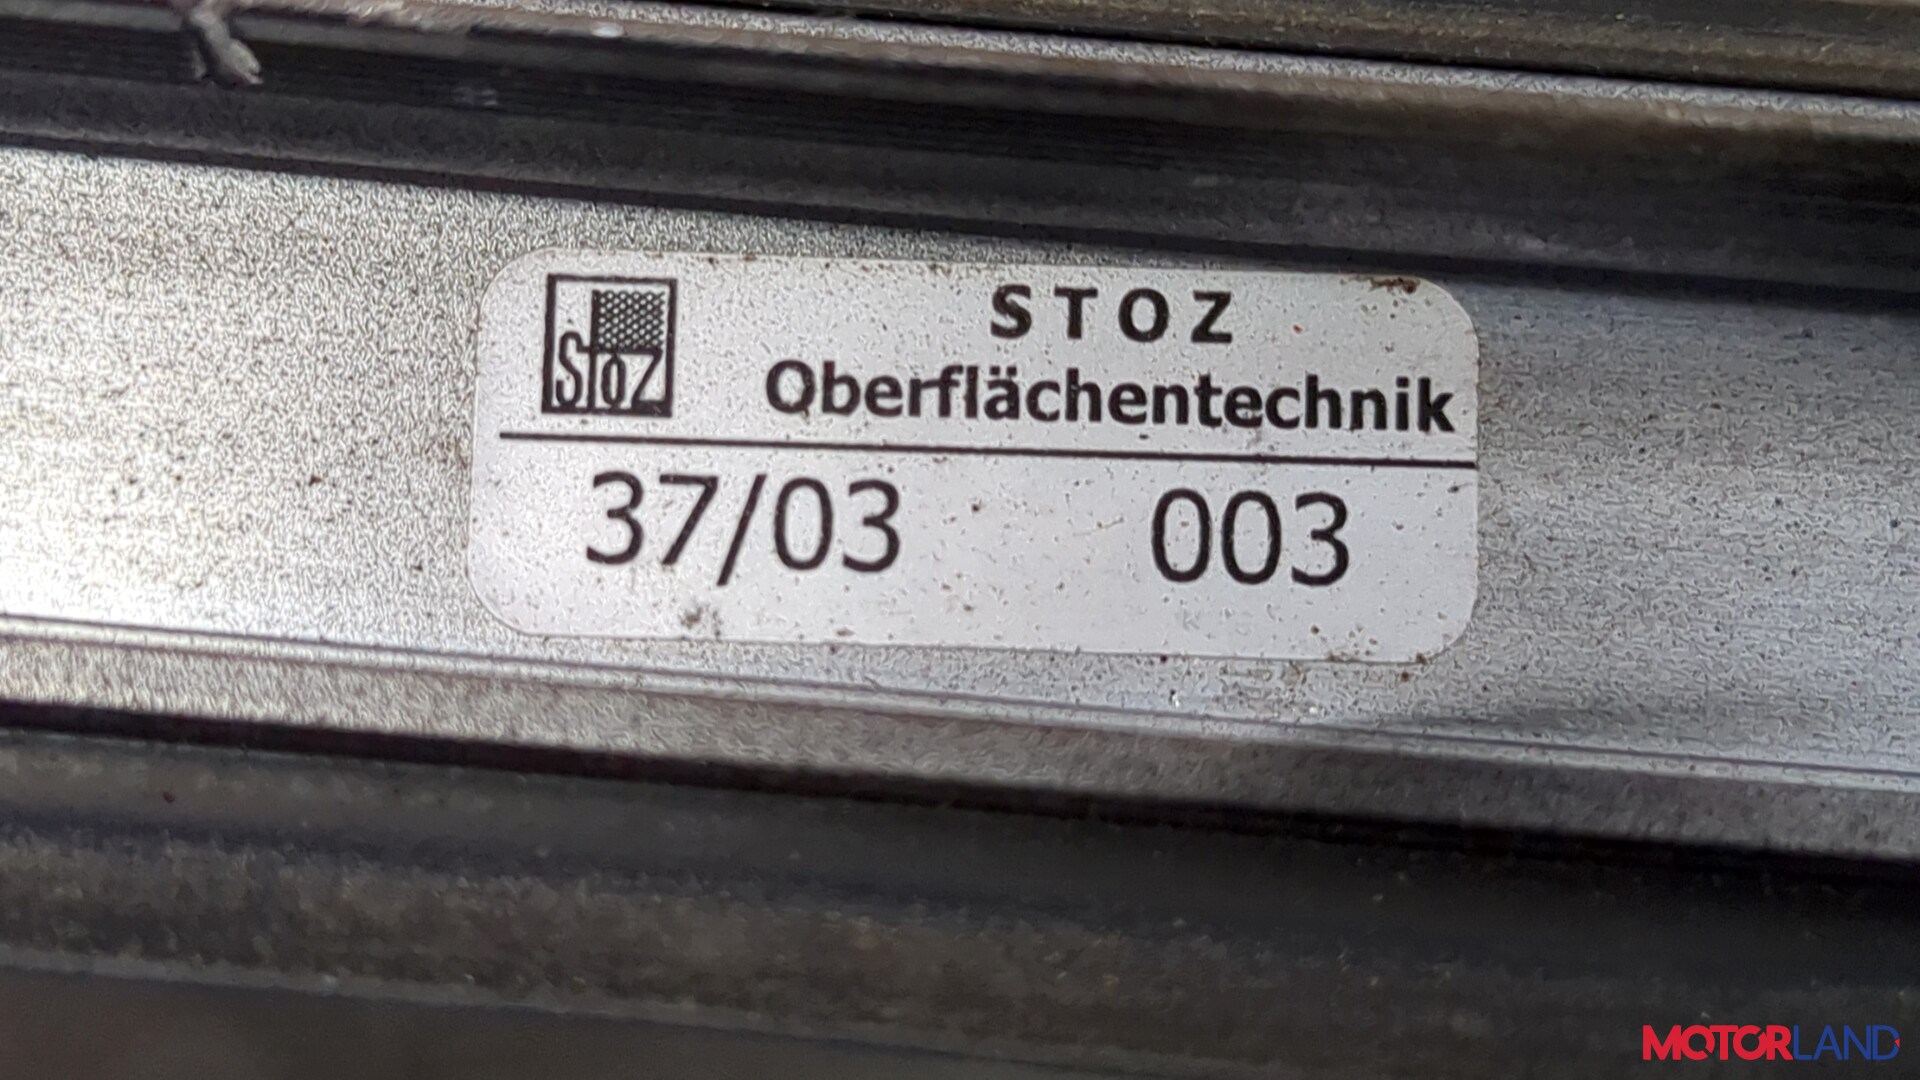 STOZ
STOZ
Oberflächentechnik
37/03 003
MOTORLAND